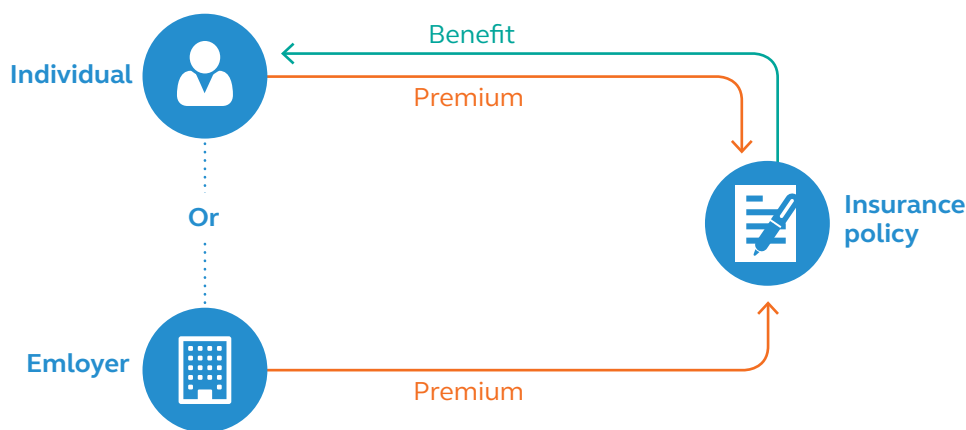 Benefit
Individual
Premium
Or
Insurance
policy
Emloyer
Premium